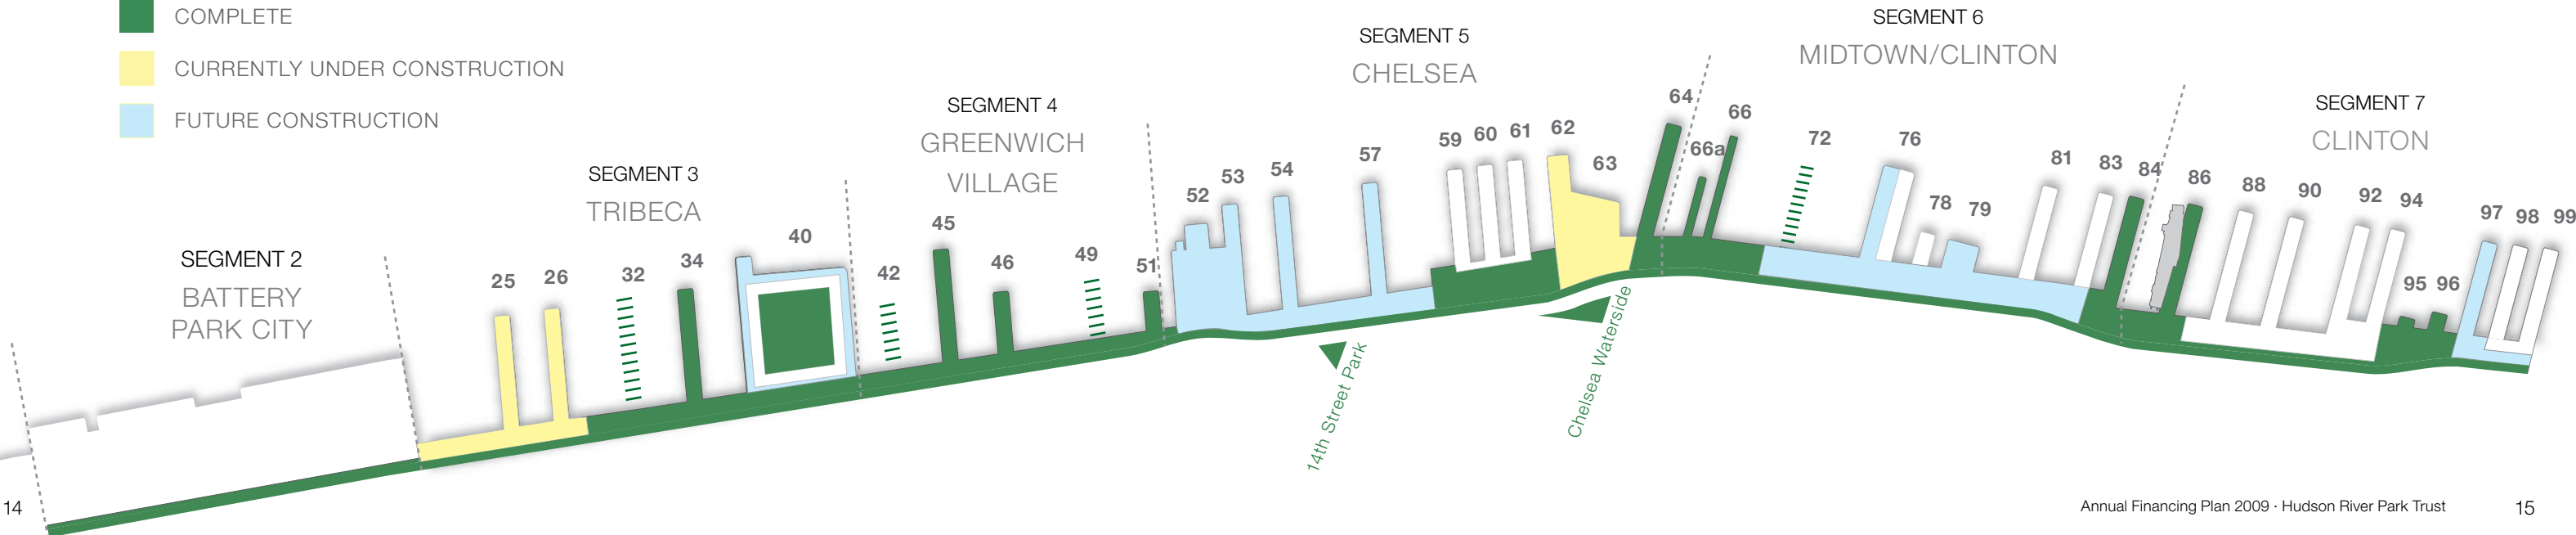 COMPLETE
CURRENTLY UNDER CONSTRUCTION
FUTURE CONSTRUCTION
SEGMENT 2
BATTERY
PARK CITY
SEGMENT 3
TRIBECA
25
26
32
34
40
SEGMENT 4
GREENWICH
VILLAGE
42
45
46
49
51
SEGMENT 5
CHELSEA
52
53
54
57
59
60
61
62
63
64
14th Street Park
Chelsea Waterside
SEGMENT 6
MIDTOWN/CLINTON
66a
66
72
76
78
79
81
83
84
SEGMENT 7
CLINTON
86
88
90
92
94
95
96
97
98
99
14
Annual Financing Plan 2009 · Hudson River Park Trust
15